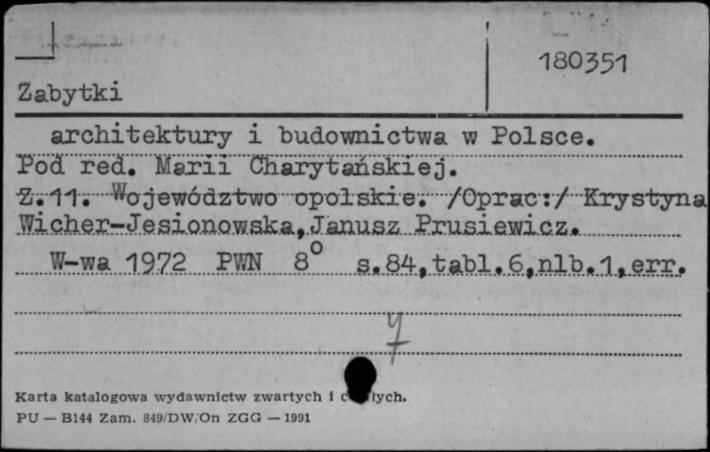 180351
Zabytki
architektury i budownictwa w Polsce.
Pod red. Marii Charytańskiej.
Z.11. Województwo opolskie. /Oprac:/ Krystyna
Wicher-Jesionowska,Janusz Prusiewicz.
W-wa 1972 PWN 8° s.84,tabl.6,nlb.1,err.
Karta katalogowa wydawnictw zwartych i
PU — B144 Zam. 849/DW/On ZGG — 1991